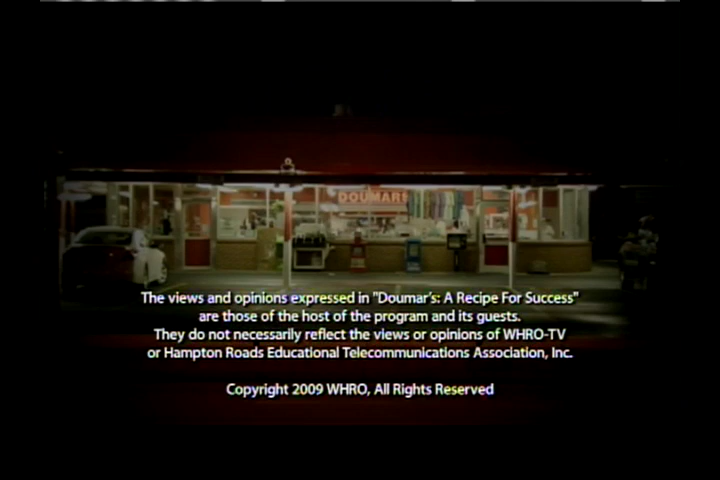 DOUMAR'S
The views and opinions expressed in "Doumar's: A Recipe For Success"
are those of the host of the program and its guests.
They do not necessarily reflect the views or opinions of WHRO-TV
or Hampton Roads Educational Telecommunications Association, Inc.
Copyright 2009 WHRO, All Rights Reserved